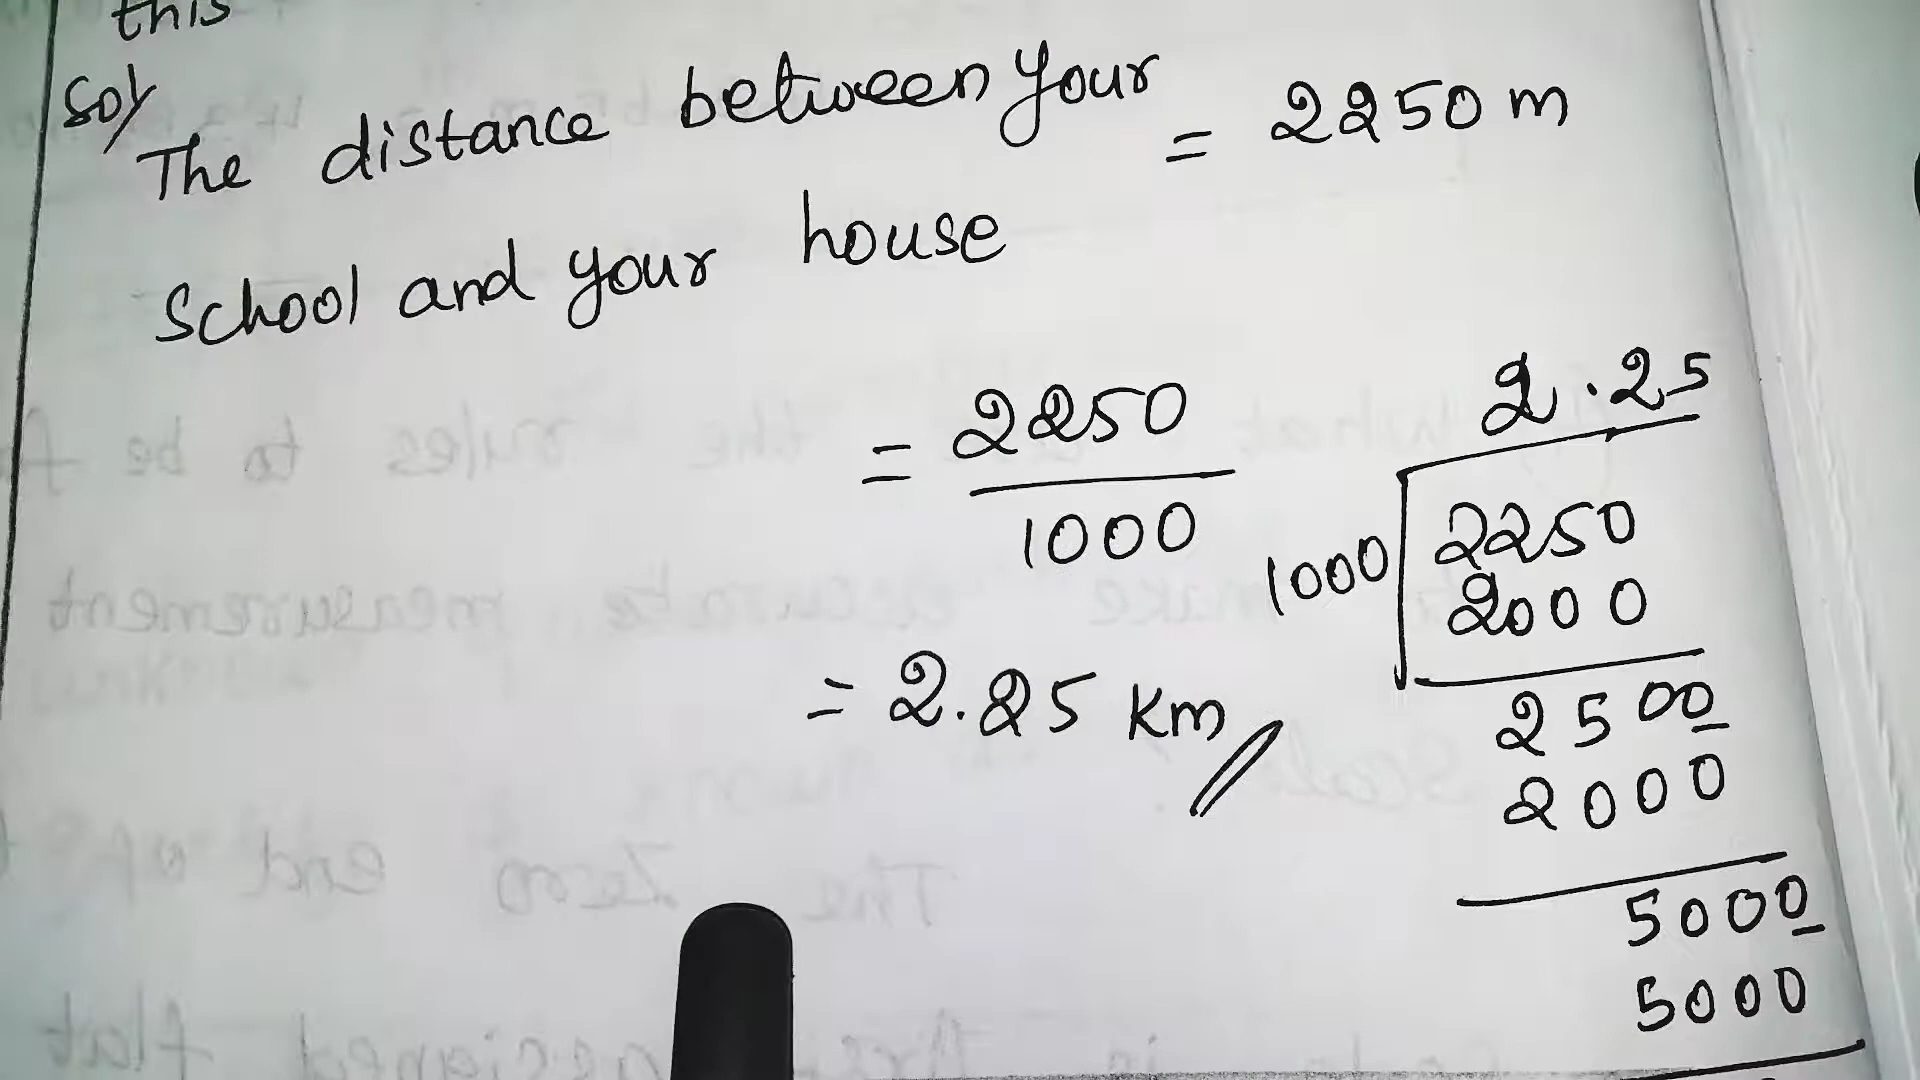 this
Sol
The distance between your = 2250 m
School and your house
= 2250
1000
= 2.25 Km
2.25
1000 2250
2000
2500
2000
5000
5000